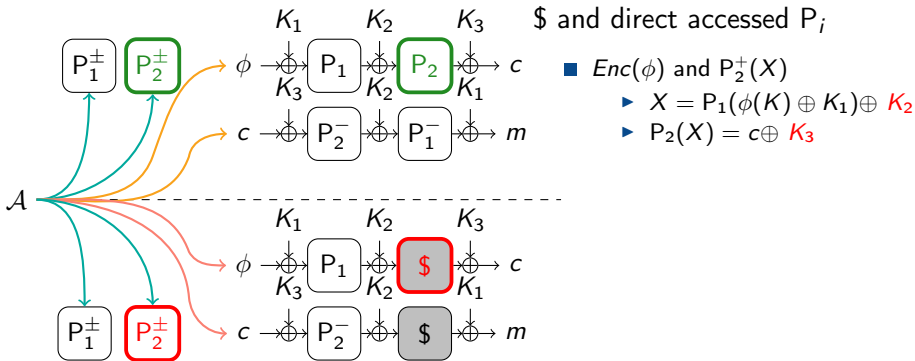 K₁ K₂ K₃
$ and direct accessed Pᵢ
P₁± P₂± ϕ P₁ P₂ c
■ Enc(ϕ) and P₂⁺(X)
K₃ K₂ K₁
▶ X = P₁(ϕ(K) ⊕ K₁)⊕ K₂
c P₂⁻ P₁⁻ m
▶ P₂(X) = c⊕ K₃
𝒜
K₁ K₂ K₃
ϕ P₁ $ c
K₃ K₂ K₁
P₁± P₂± c P₂⁻ $ m